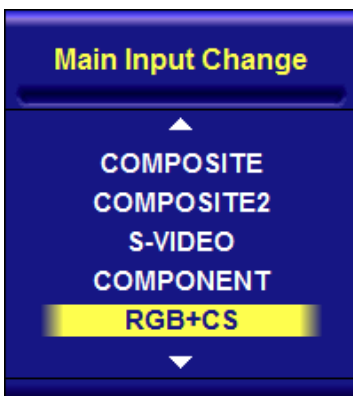 Main Input Change
COMPOSITE
COMPOSITE2
S-VIDEO
COMPONENT
RGB+CS